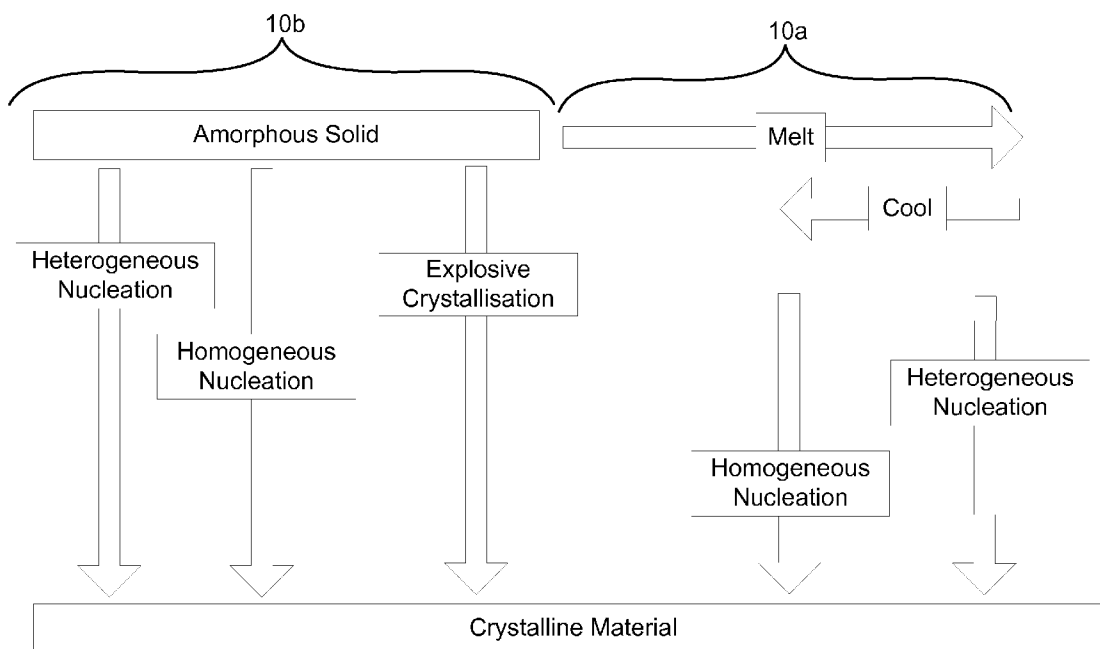 10b
10a
Amorphous Solid
Melt
Cool
Heterogeneous
Nucleation
Explosive
Crystallisation
Homogeneous
Nucleation
Heterogeneous
Nucleation
Homogeneous
Nucleation
Crystalline Material